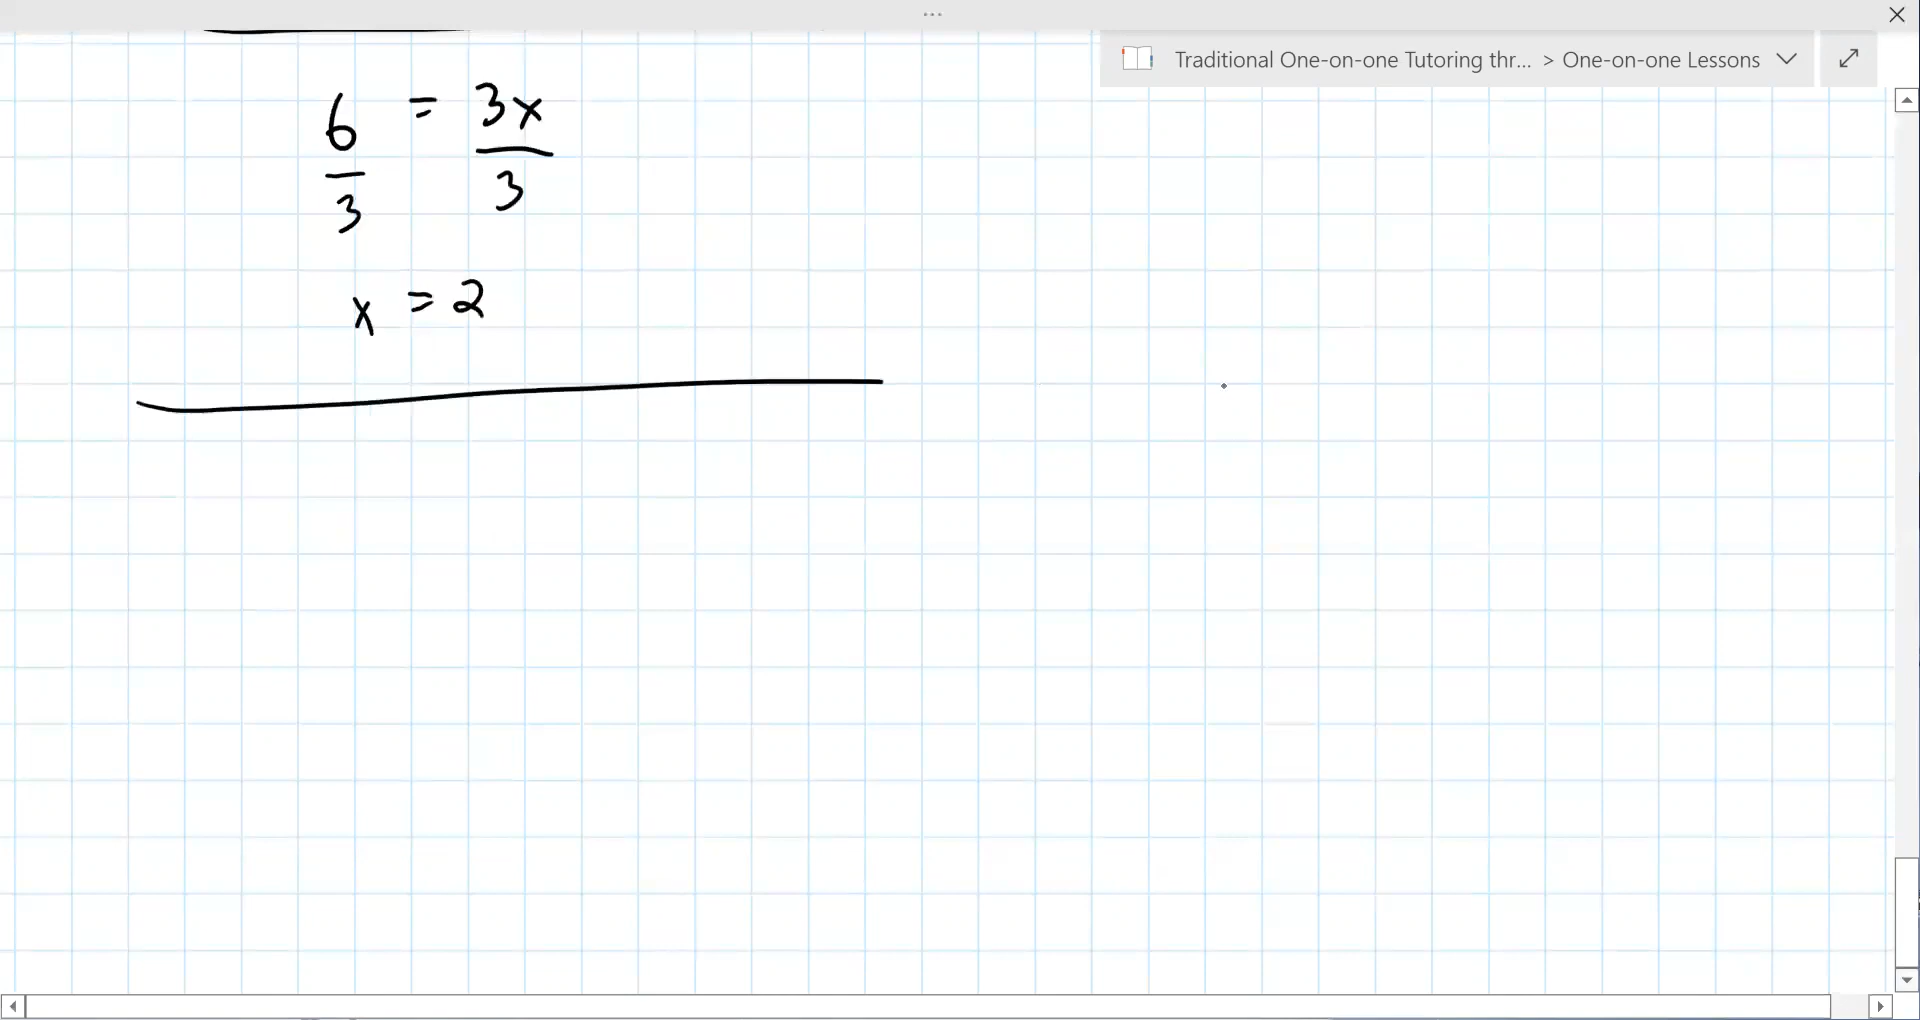 ...
Traditional One-on-one Tutoring thr... > One-on-one Lessons
6/3 = 3x/3
x = 2